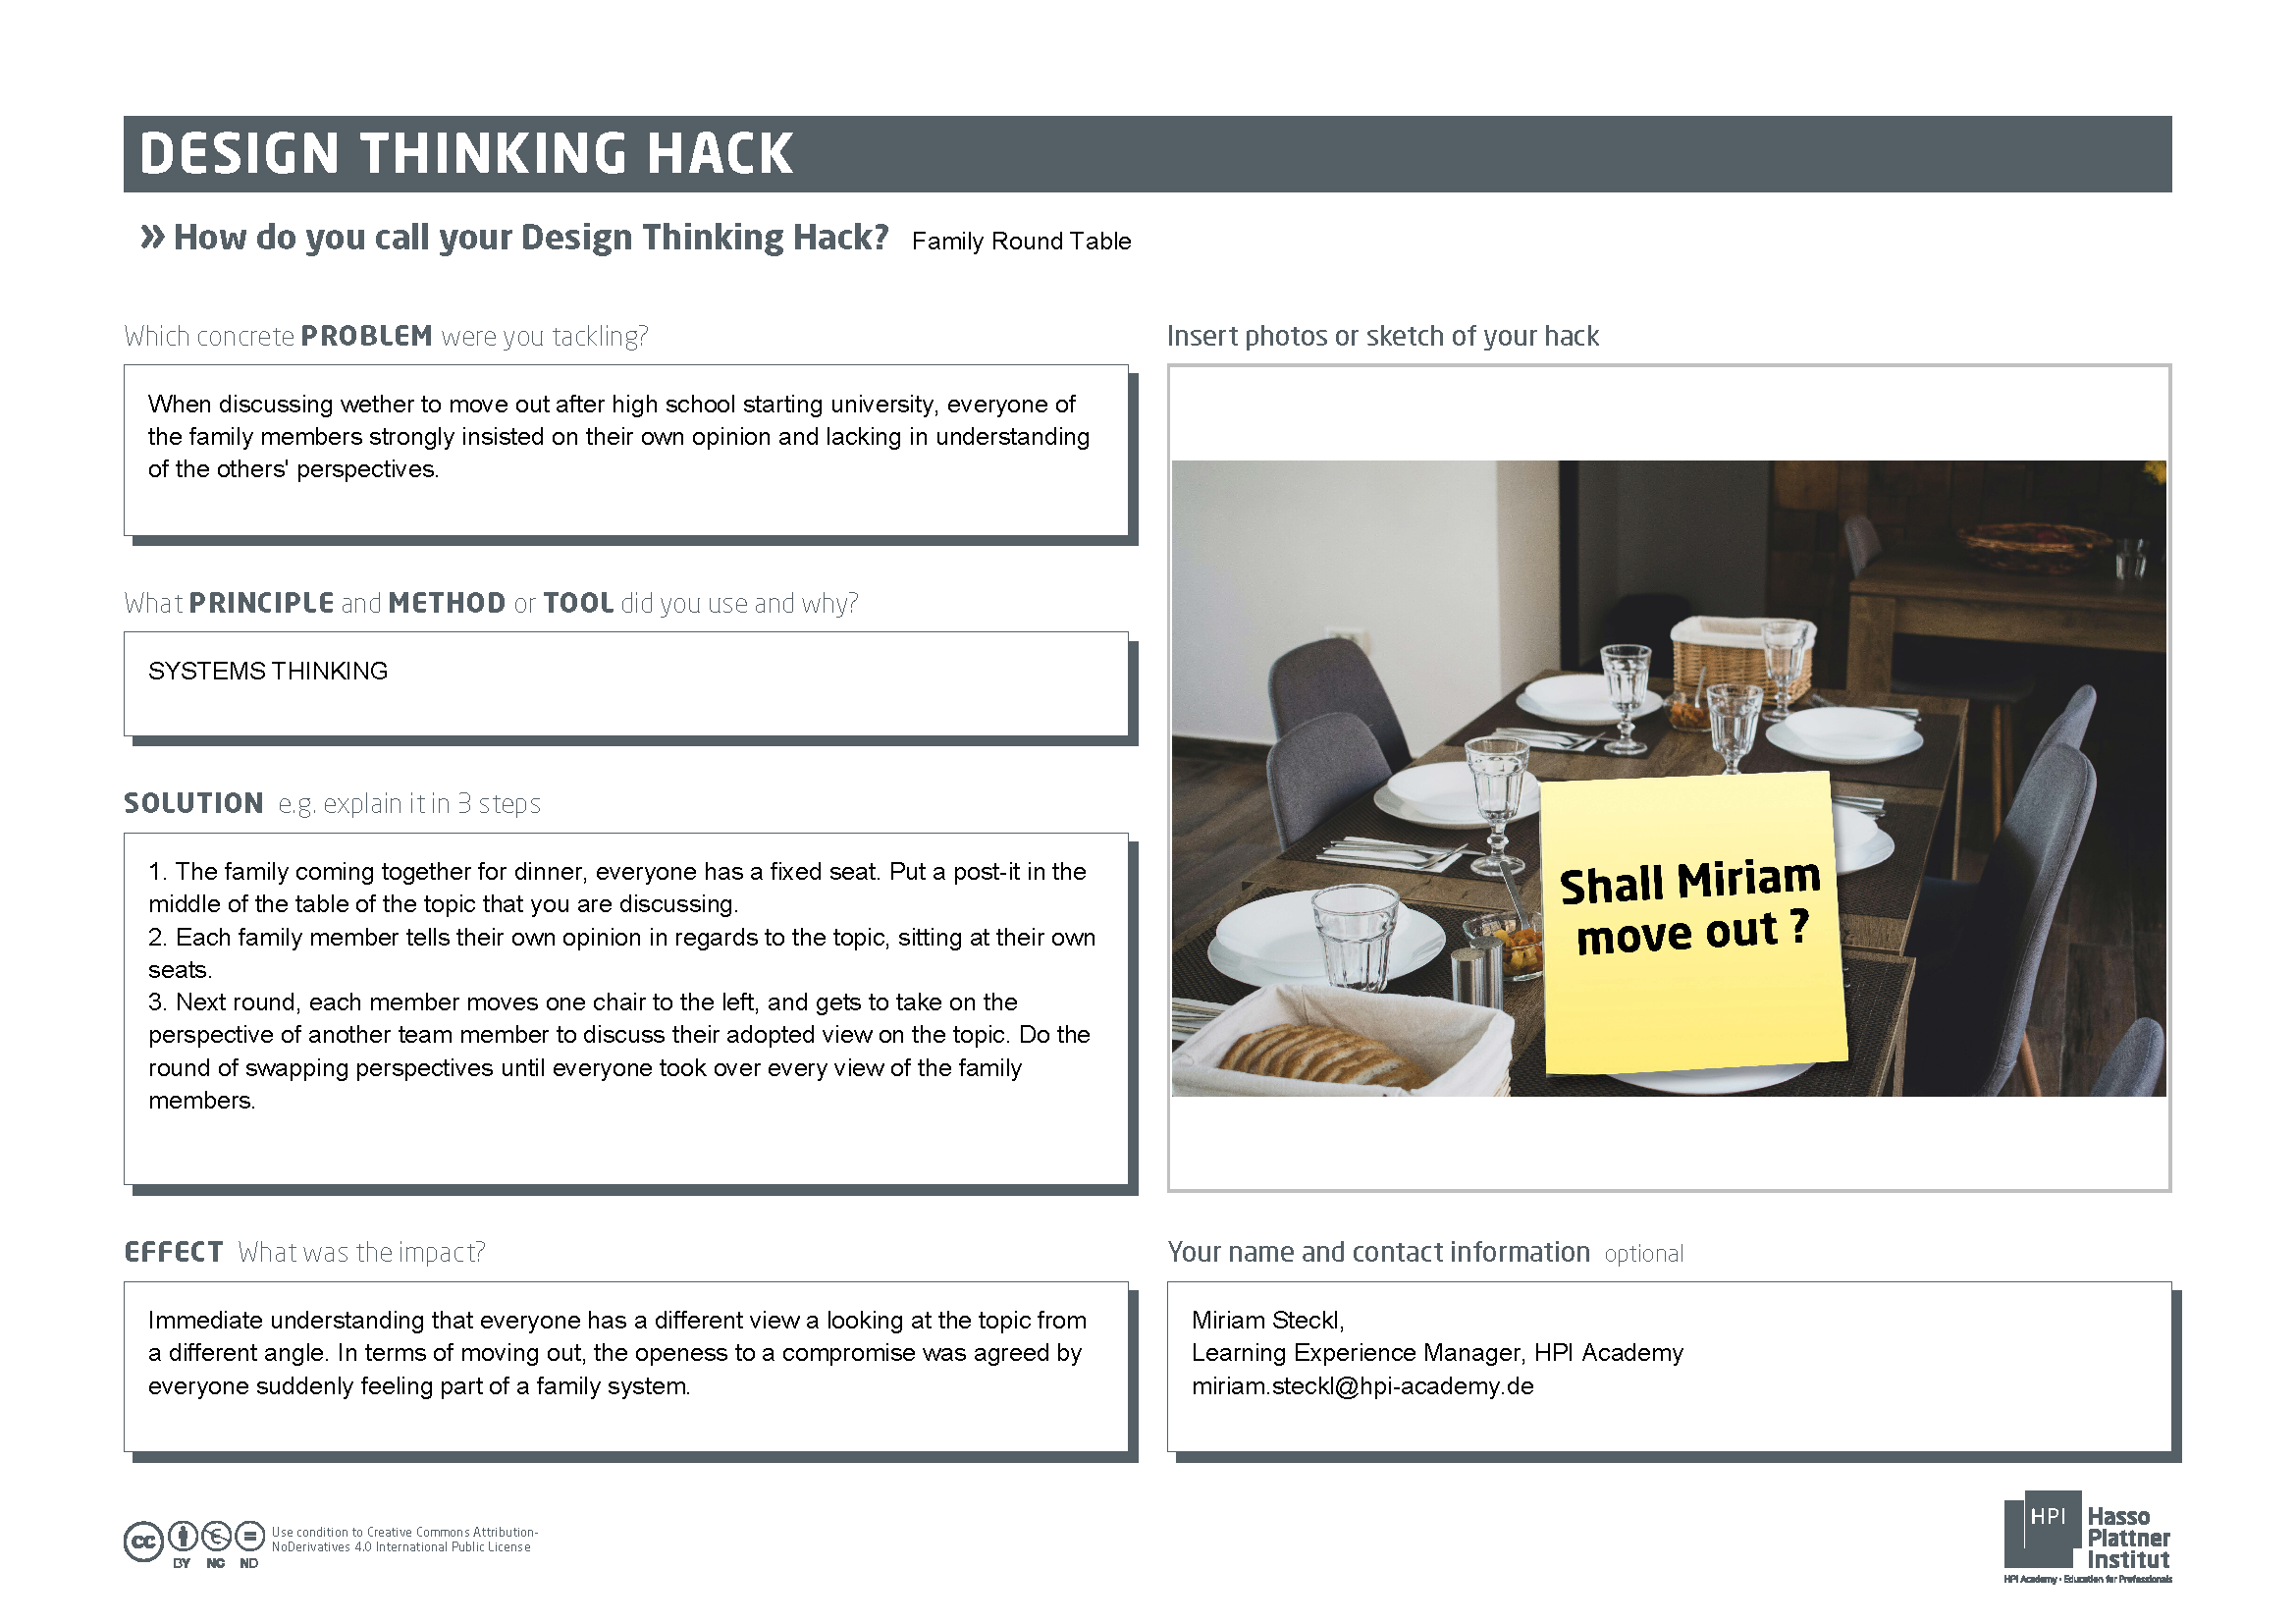 DESIGN THINKING HACK
» How do you call your Design Thinking Hack? Family Round Table
Which concrete PROBLEM were you tackling?
When discussing wether to move out after high school starting university, everyone of
the family members strongly insisted on their own opinion and lacking in understanding
of the others' perspectives.
What PRINCIPLE and METHOD or TOOL did you use and why?
SYSTEMS THINKING
SOLUTION e.g. explain it in 3 steps
1. The family coming together for dinner, everyone has a fixed seat. Put a post-it in the
middle of the table of the topic that you are discussing.
2. Each family member tells their own opinion in regards to the topic, sitting at their own
seats.
3. Next round, each member moves one chair to the left, and gets to take on the
perspective of another team member to discuss their adopted view on the topic. Do the
round of swapping perspectives until everyone took over every view of the family
members.
EFFECT What was the impact?
Immediate understanding that everyone has a different view a looking at the topic from
a different angle. In terms of moving out, the openess to a compromise was agreed by
everyone suddenly feeling part of a family system.
Insert photos or sketch of your hack
Shall Miriam
move out ?
Your name and contact information optional
Miriam Steckl,
Learning Experience Manager, HPI Academy
miriam.steckl@hpi-academy.de
cc
BY NC ND
Use condition to Creative Commons Attribution-
NoDerivatives 4.0 International Public License
HPI
Hasso
Plattner
Institut
HPI Academy • Education for Professionals